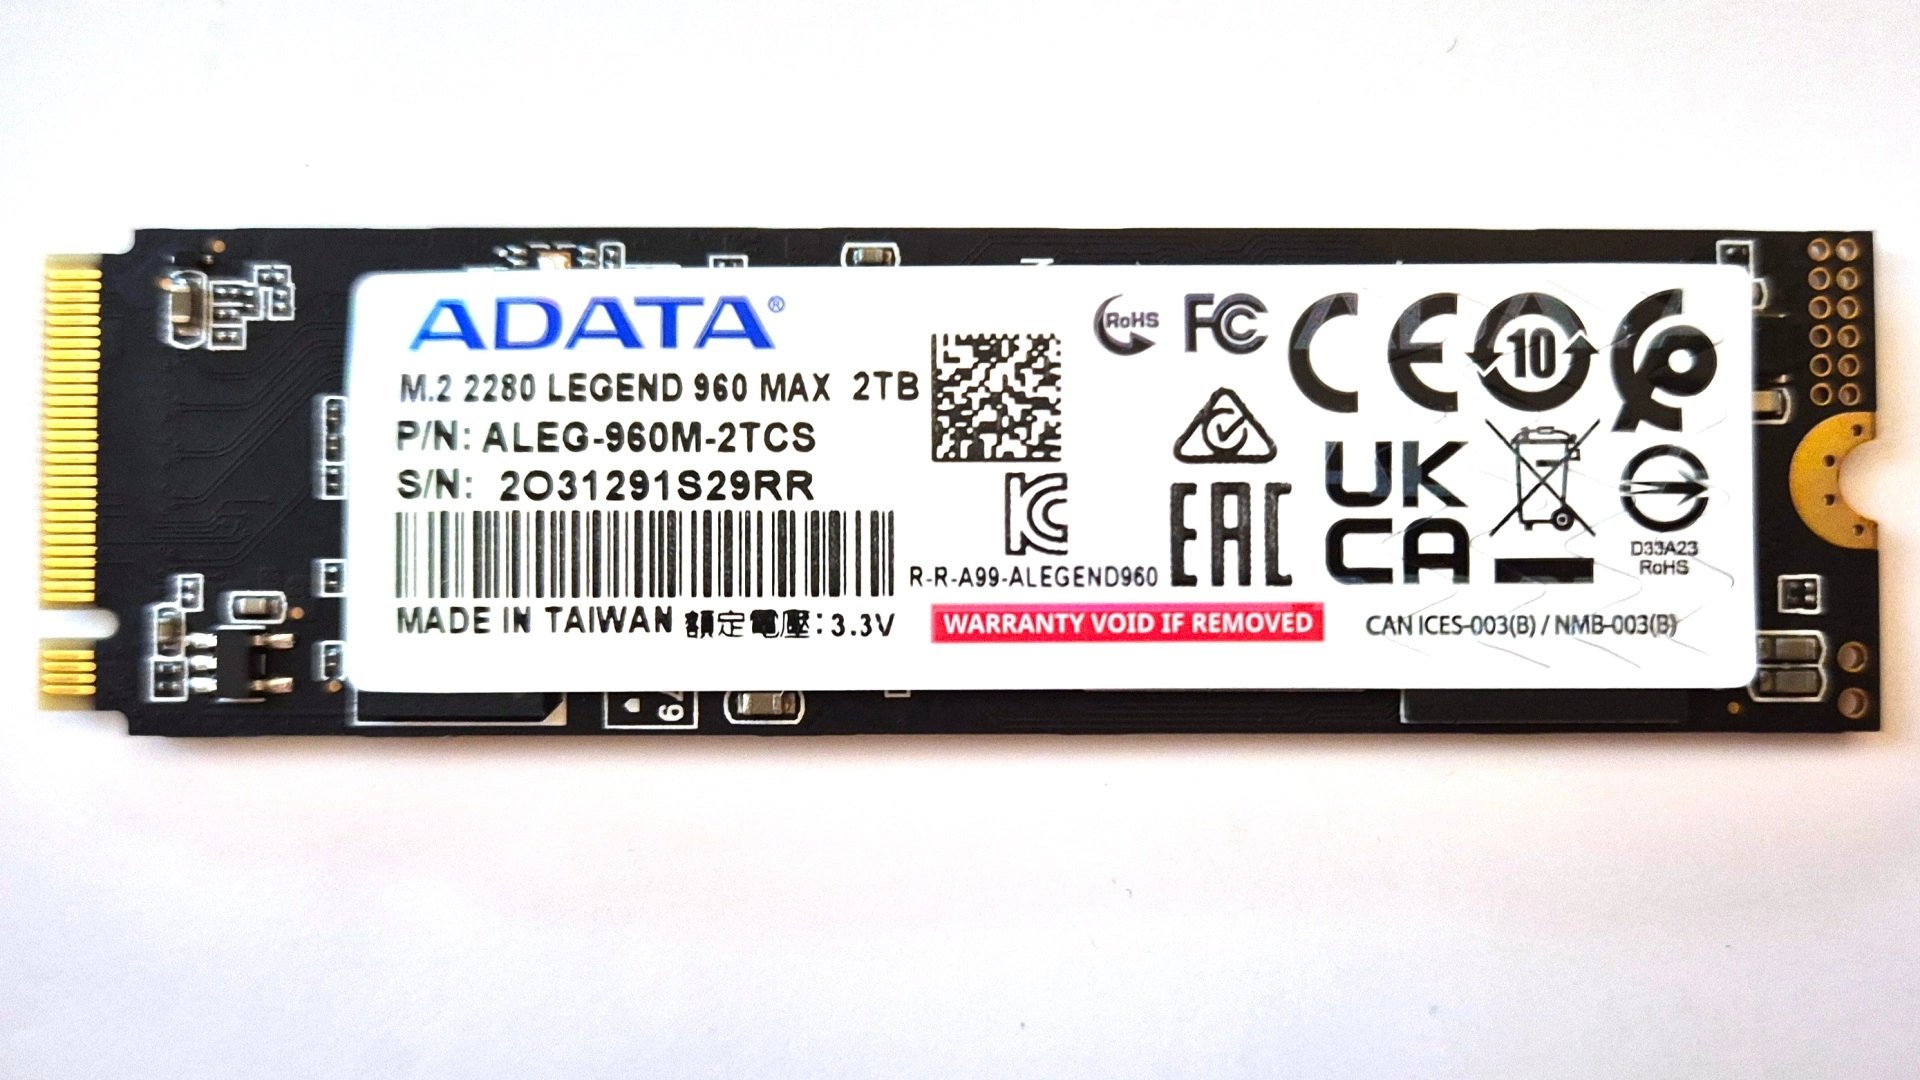 ADATA®
M.2 2280 LEGEND 960 MAX 2TB
P/N: ALEG-960M-2TCS
S/N: 2O31291S29RR
MADE IN TAIWAN 額定電壓:3.3V
R-R-A99-ALEGEND960
WARRANTY VOID IF REMOVED
RoHS
FC
CE
10
EAC
UK
CA
D33A23
RoHS
CAN ICES-003(B) / NMB-003(B)